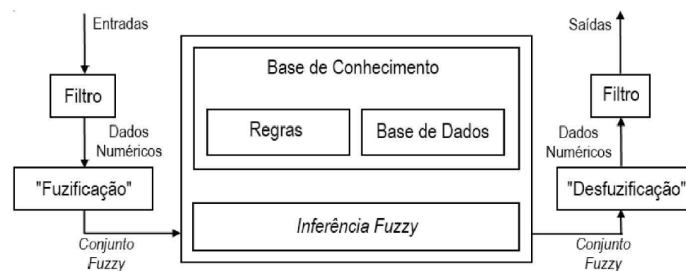 Entradas
Filtro
Dados
Numéricos
"Fuzificação"
Conjunto
Fuzzy
Base de Conhecimento
Regras
Base de Dados
Inferência Fuzzy
Saídas
Filtro
Dados
Numéricos
"Desfuzificação"
Conjunto
Fuzzy